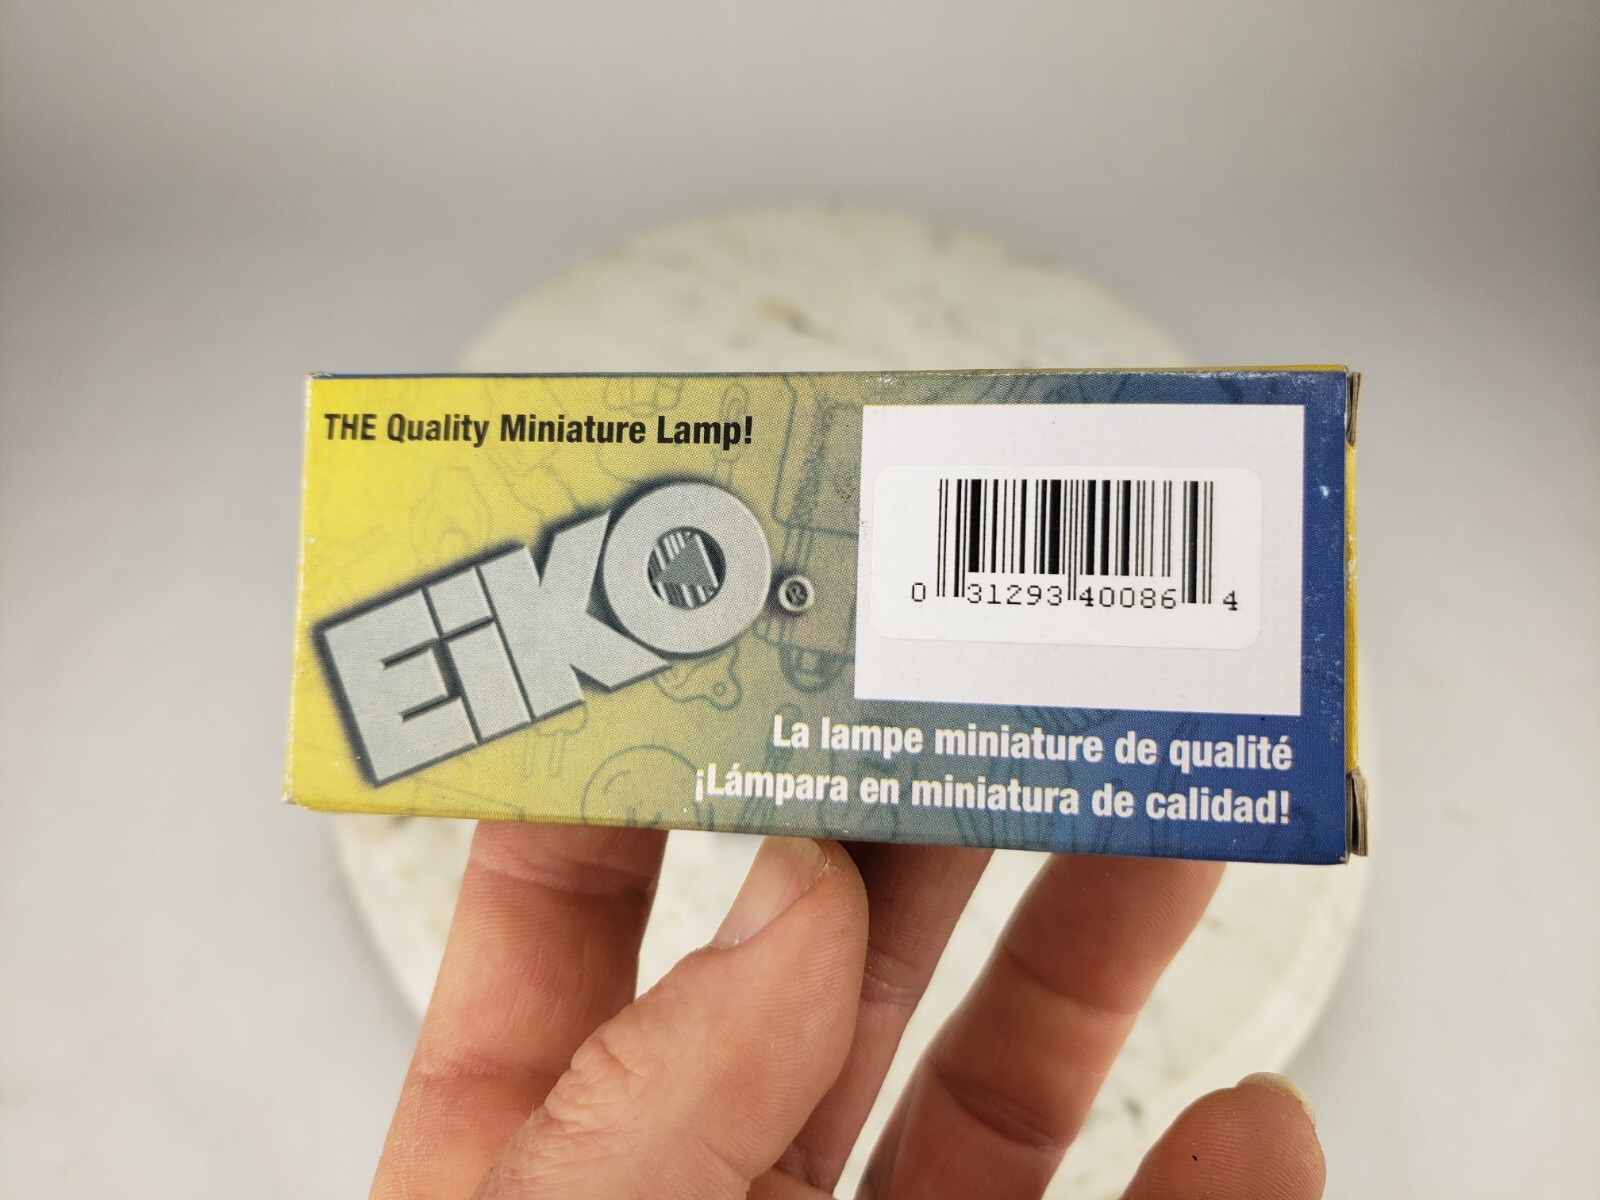 THE Quality Miniature Lamp!
EiKO®
0 31293 40086 4
La lampe miniature de qualité
¡Lámpara en miniatura de calidad!